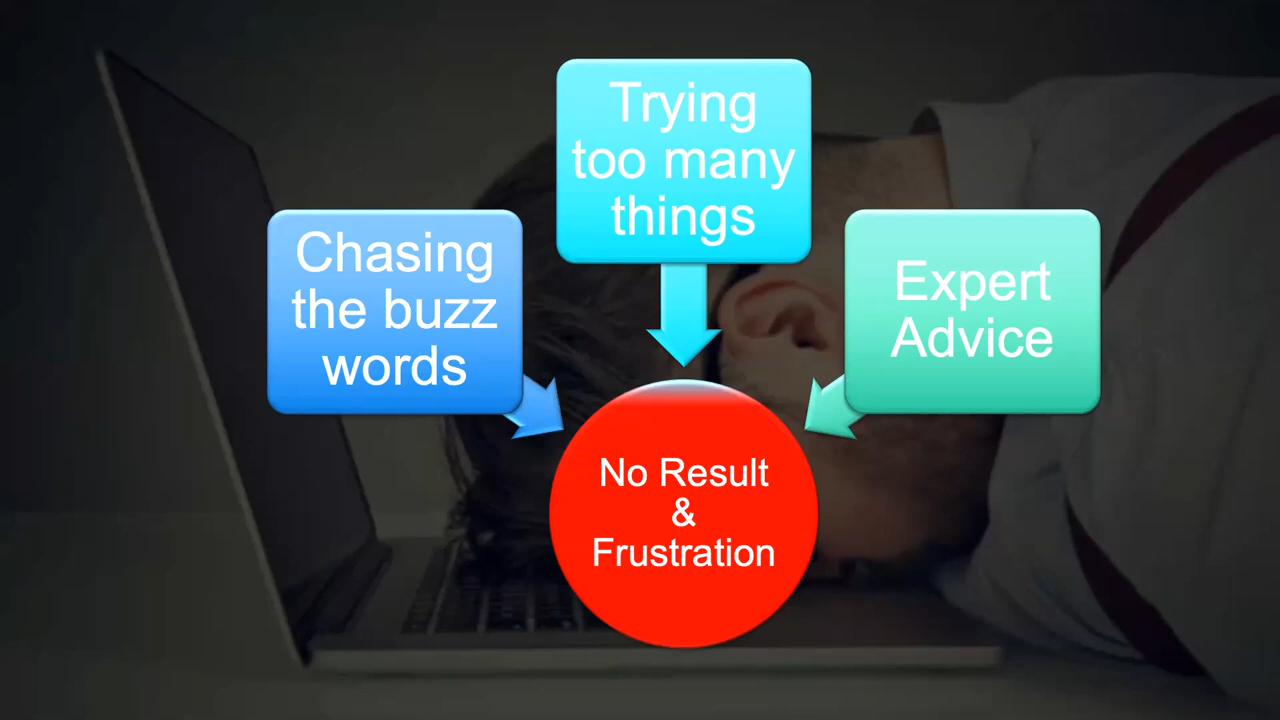 Trying
too many
things
Chasing
the buzz
words
Expert
Advice
No Result
&
Frustration